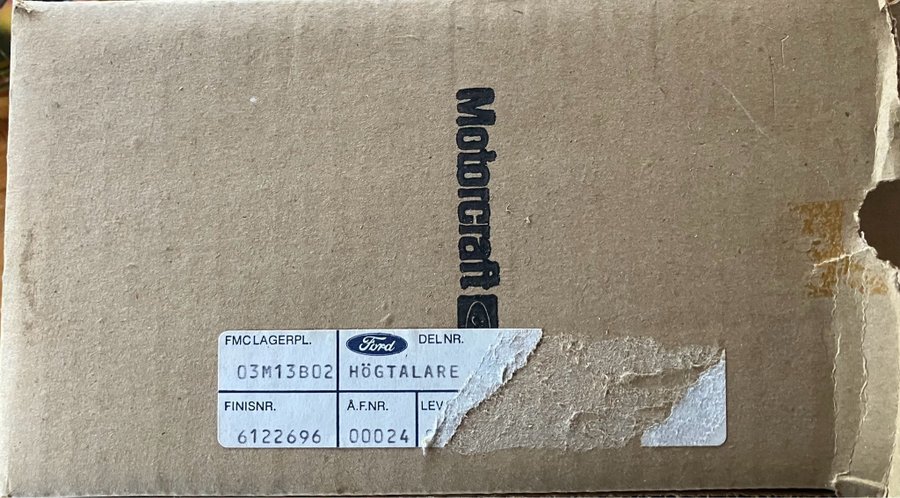 Motorcraft
FMC LAGERPL. Ford DEL NR.
03M13B02 HÖGTALARE
FINISNR. Å.F.NR. LEV
6122696 00024